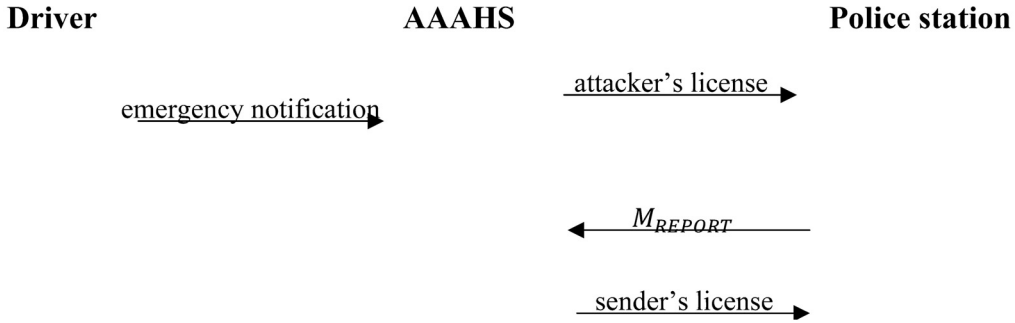 Driver AAAHS Police station
attacker’s license
emergency notification
M_REPORT
sender’s license